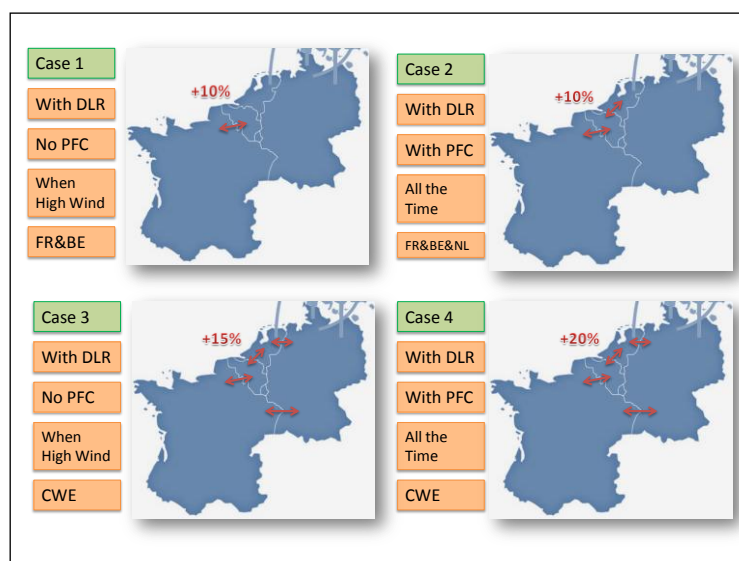 Case 1
With DLR
No PFC
When
High Wind
FR&BE
+10%
Case 2
With DLR
With PFC
All the
Time
FR&BE&NL
+10%
Case 3
With DLR
No PFC
When
High Wind
CWE
+15%
Case 4
With DLR
With PFC
All the
Time
CWE
+20%